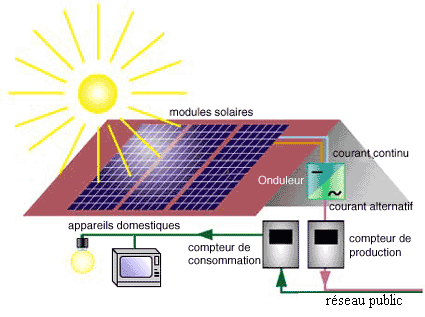 modules solaires
courant continu
Onduleur
courant alternatif
appareils domestiques
compteur de
consommation
compteur de
production
réseau public